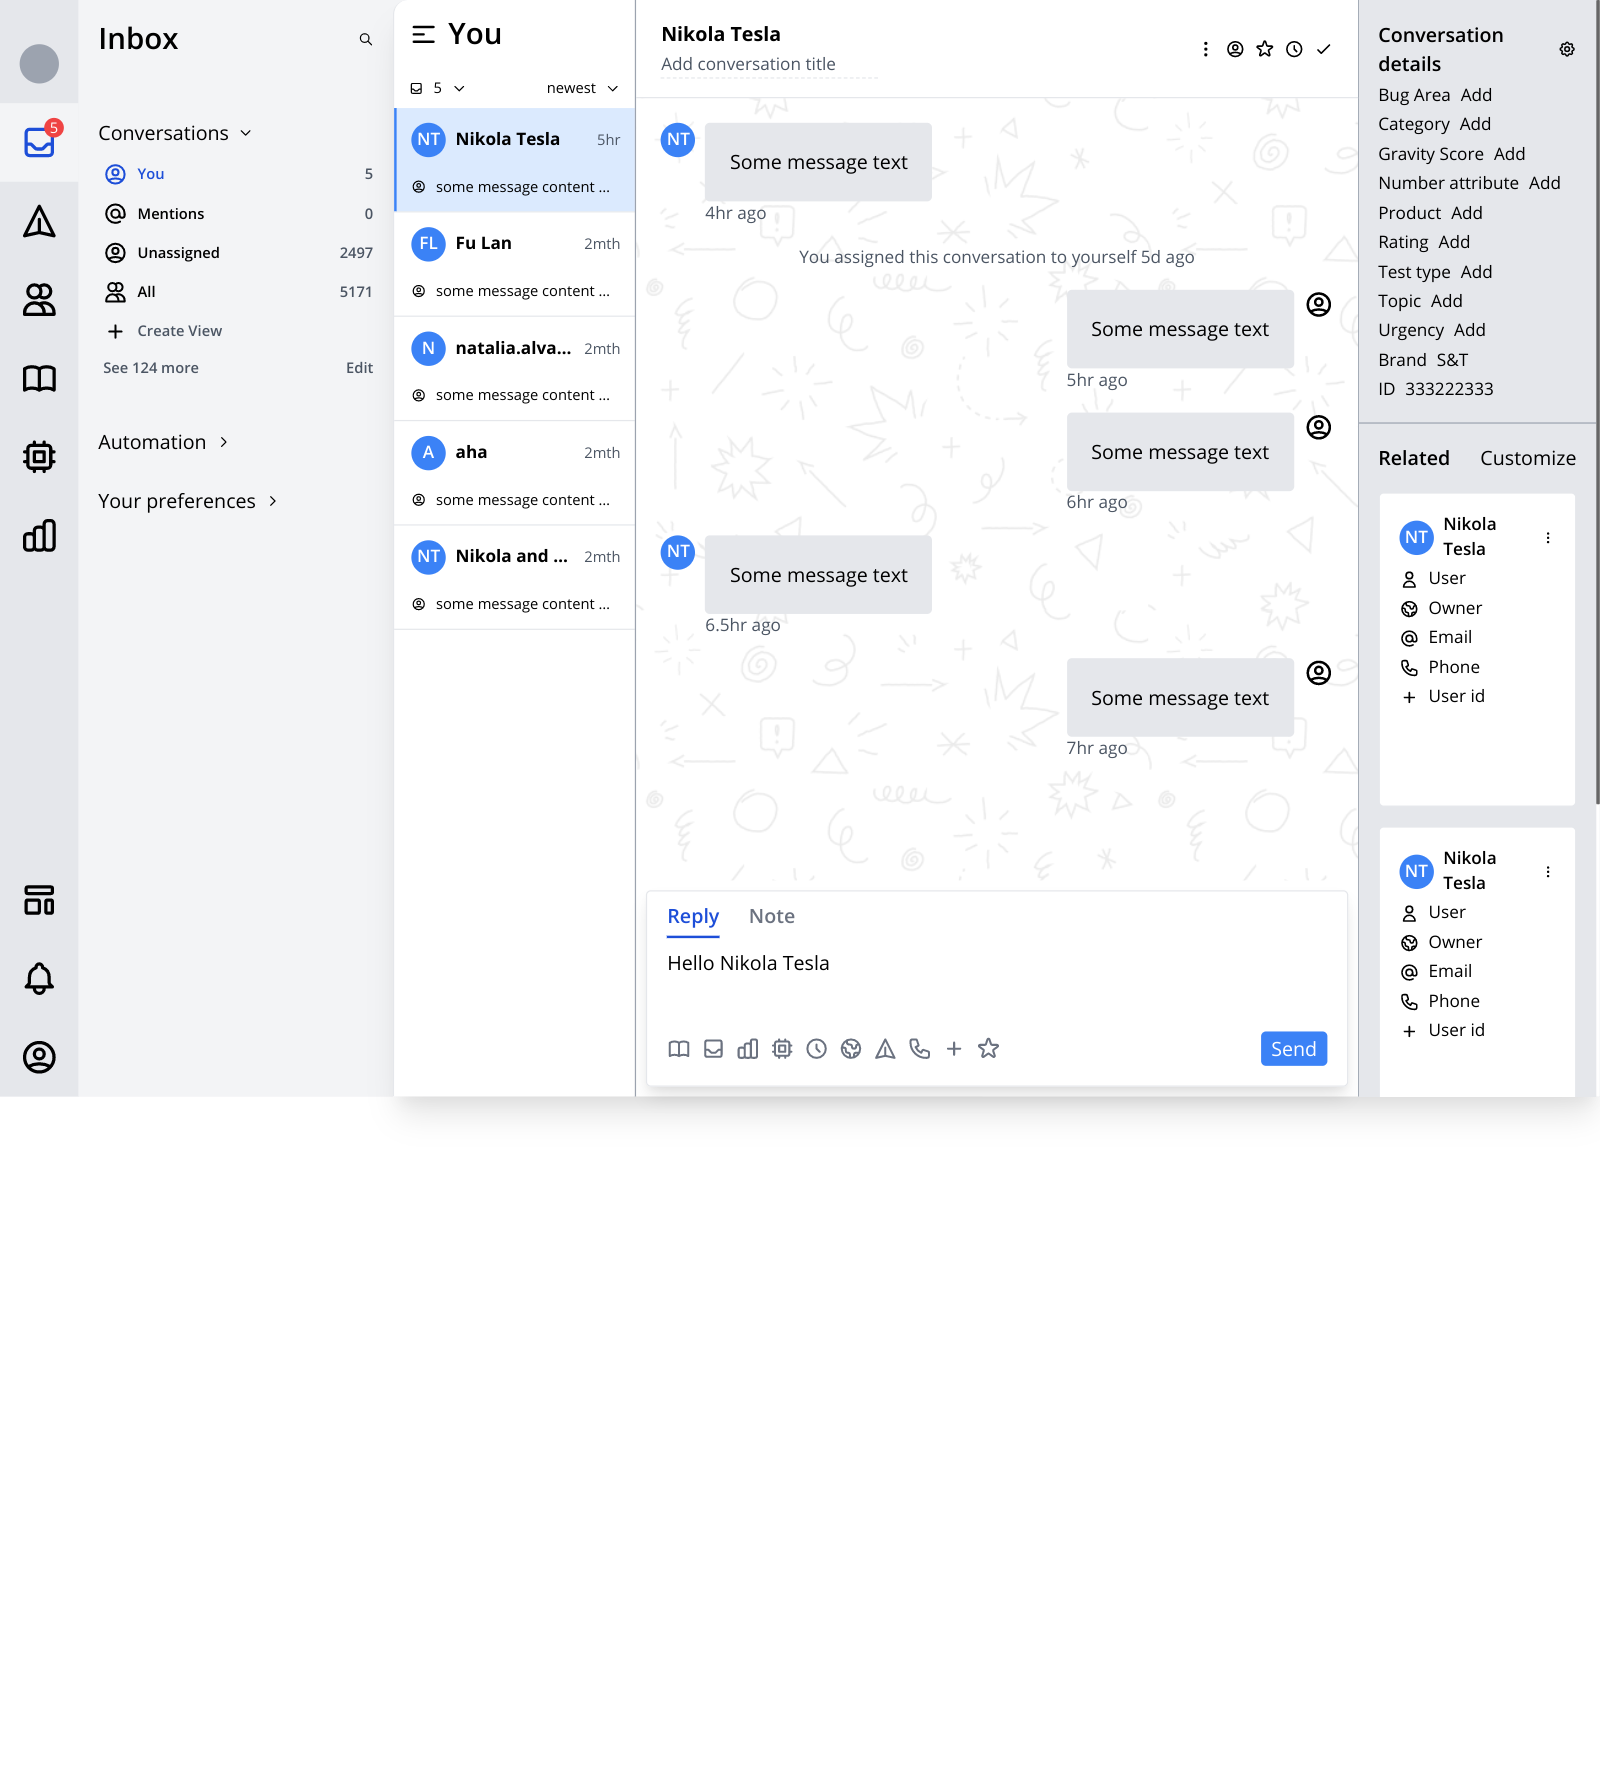 5
Inbox
Conversations
You 5
Mentions 0
Unassigned 2497
All 5171
Create View
See 124 more Edit
Automation
Your preferences
You
5 newest
NT Nikola Tesla 5hr
some message content ...
FL Fu Lan 2mth
some message content ...
N natalia.alva... 2mth
some message content ...
A aha 2mth
some message content ...
NT Nikola and ... 2mth
some message content ...
Nikola Tesla
Add conversation title
NT Some message text
4hr ago
You assigned this conversation to yourself 5d ago
Some message text
5hr ago
Some message text
6hr ago
NT Some message text
6.5hr ago
Some message text
7hr ago
Reply Note
Hello Nikola Tesla
Send
Conversation
details
Bug Area Add
Category Add
Gravity Score Add
Number attribute Add
Product Add
Rating Add
Test type Add
Topic Add
Urgency Add
Brand S&T
ID 333222333
Related Customize
NT Nikola
Tesla
User
Owner
Email
Phone
User id
NT Nikola
Tesla
User
Owner
Email
Phone
User id